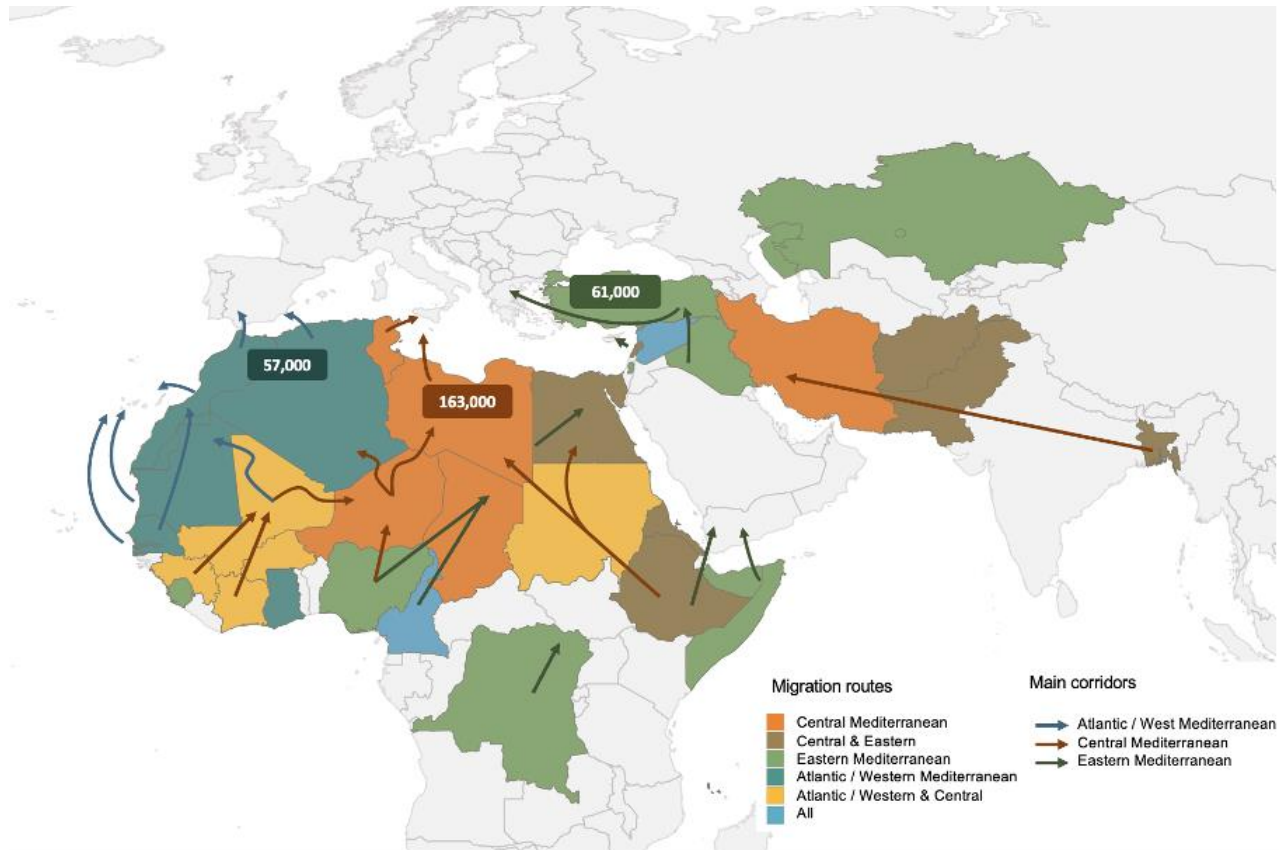 61,000
57,000
163,000
Migration routes
Central Mediterranean
Central & Eastern
Eastern Mediterranean
Atlantic / Western Mediterranean
Atlantic / Western & Central
All
Main corridors
Atlantic / West Mediterranean
Central Mediterranean
Eastern Mediterranean